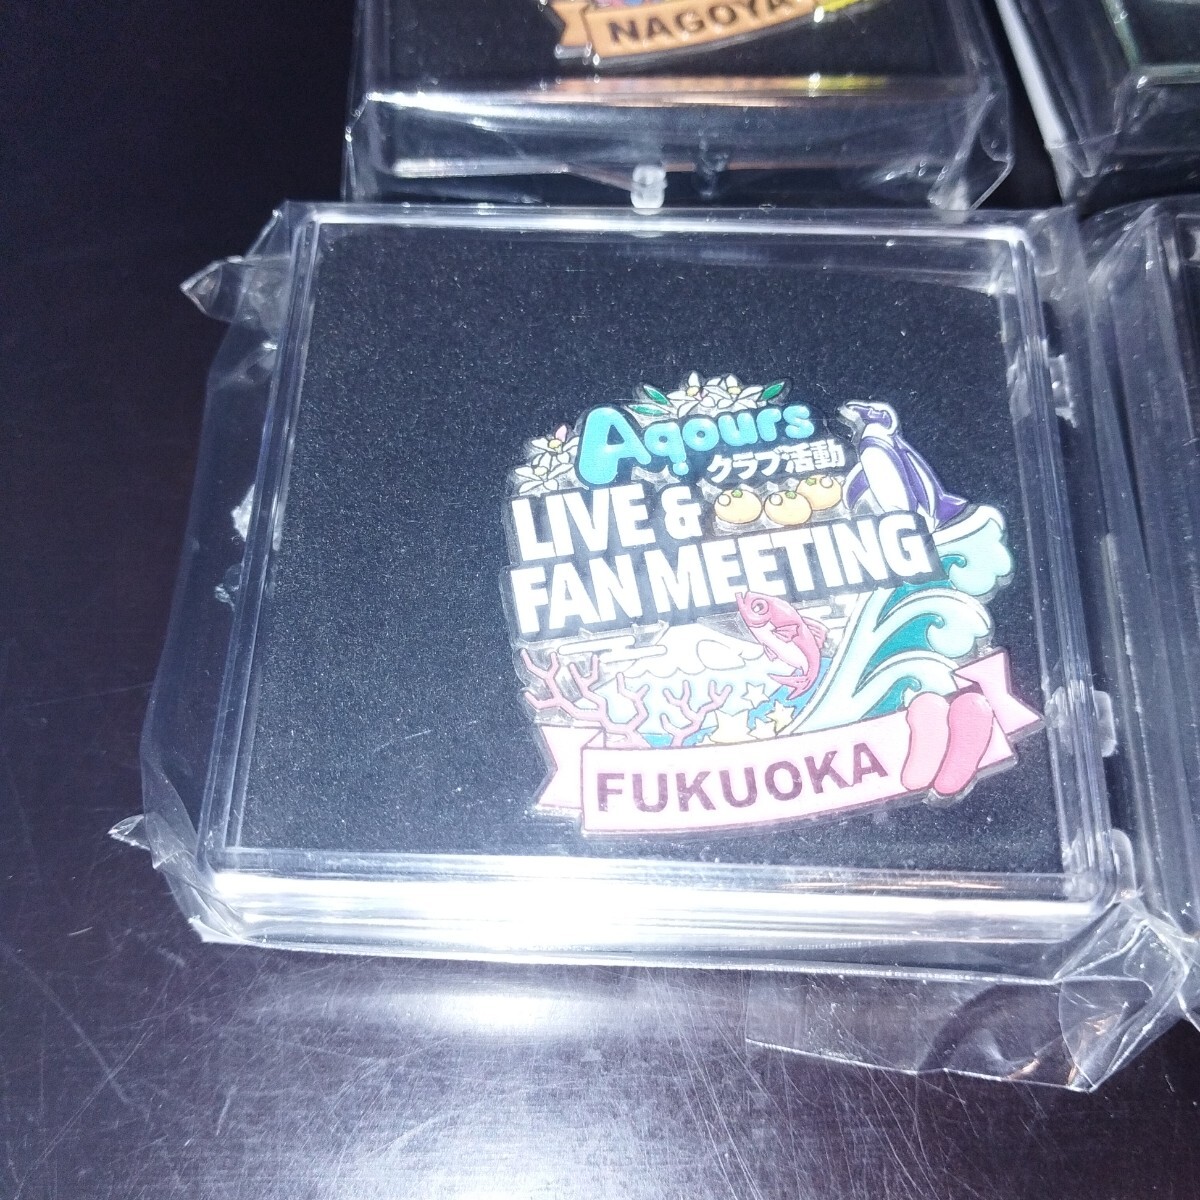 NAGOYA
Aqours
クラブ活動
LIVE &
FAN MEETING
FUKUOKA